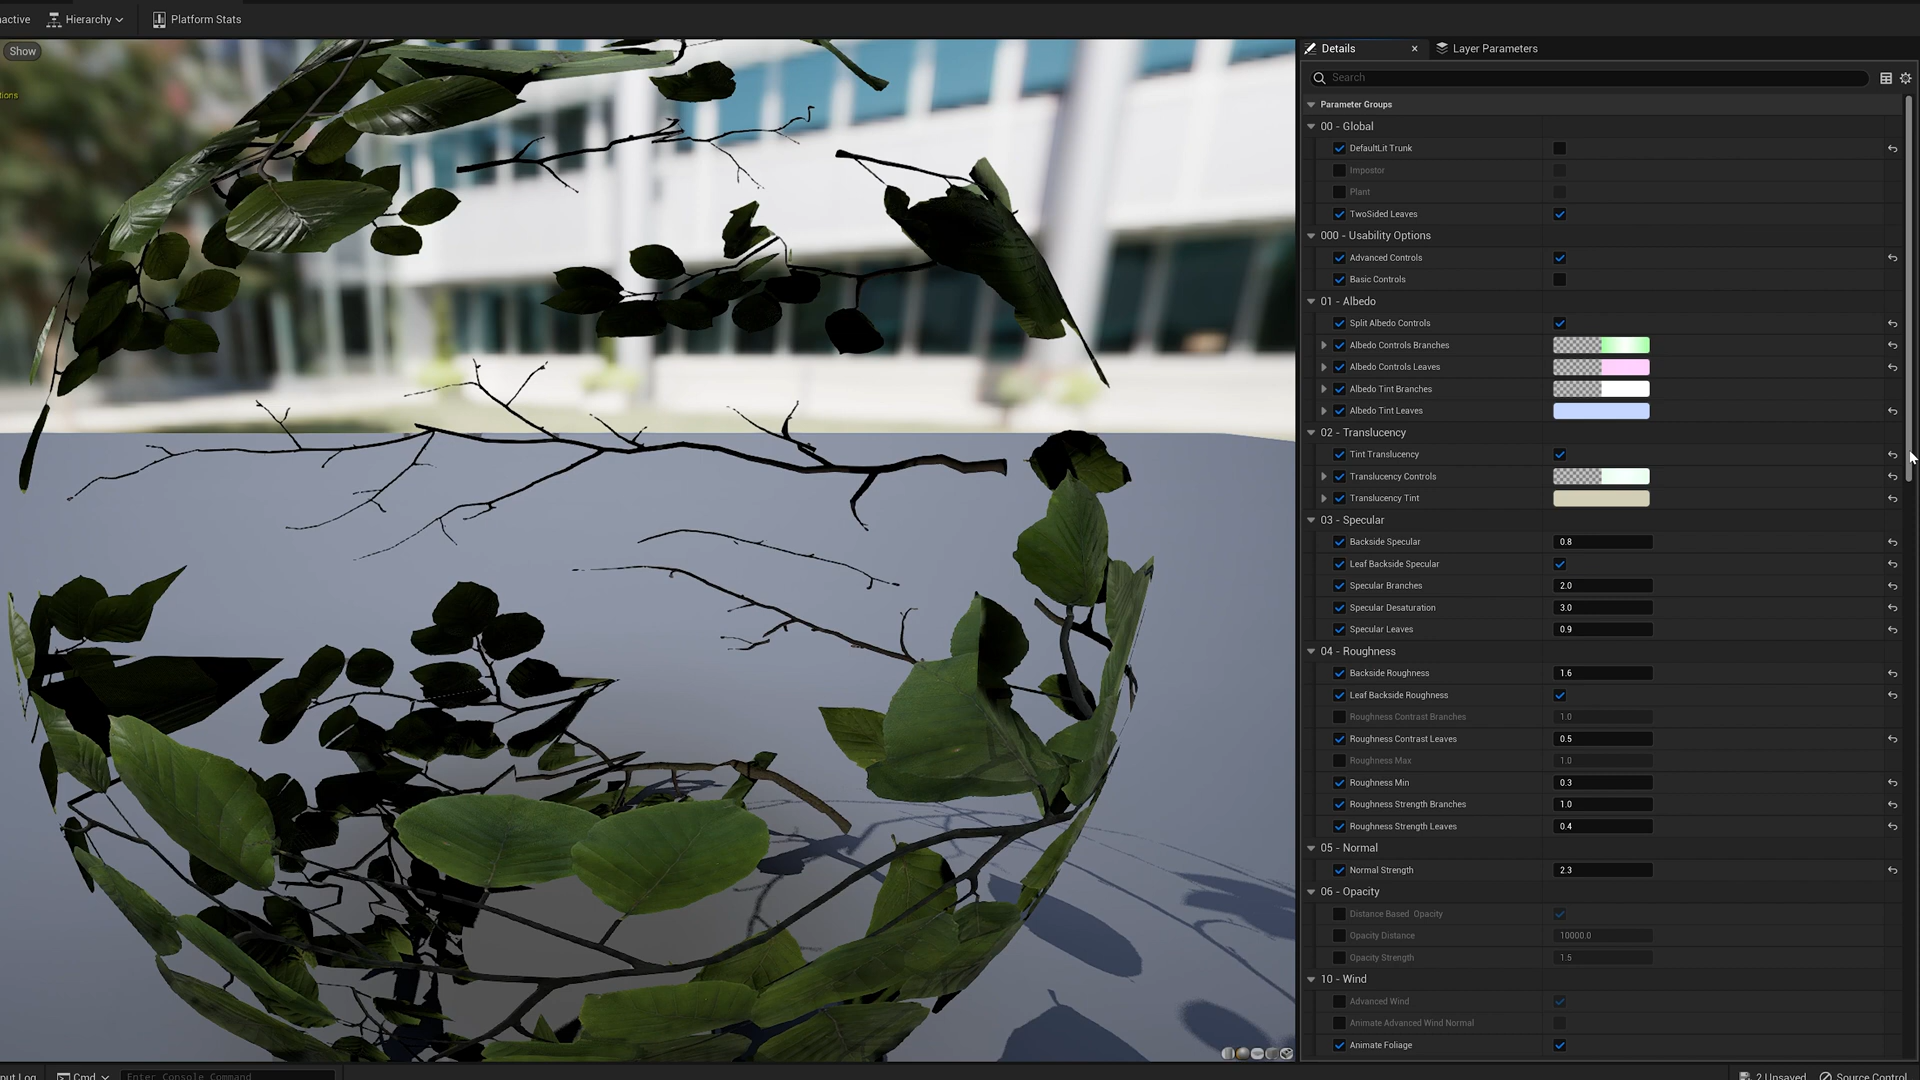 active
Hierarchy
Platform Stats
Show
tions
Details
×
Layer Parameters
Search
Parameter Groups
00 - Global
DefaultLit Trunk
Impostor
Plant
TwoSided Leaves
000 - Usability Options
Advanced Controls
Basic Controls
01 - Albedo
Split Albedo Controls
Albedo Controls Branches
Albedo Controls Leaves
Albedo Tint Branches
Albedo Tint Leaves
02 - Translucency
Tint Translucency
Translucency Controls
Translucency Tint
03 - Specular
Backside Specular 0.8
Leaf Backside Specular
Specular Branches 2.0
Specular Desaturation 3.0
Specular Leaves 0.9
04 - Roughness
Backside Roughness 1.6
Leaf Backside Roughness
Roughness Contrast Branches 1.0
Roughness Contrast Leaves 0.5
Roughness Max 1.0
Roughness Min 0.3
Roughness Strength Branches 1.0
Roughness Strength Leaves 0.4
05 - Normal
Normal Strength 2.3
06 - Opacity
Distance Based Opacity
Opacity Distance 10000.0
Opacity Strength 1.5
10 - Wind
Advanced Wind
Animate Advanced Wind Normal
Animate Foliage
put Log
Cmd
Enter Console Command
2 Unsaved
Source Control